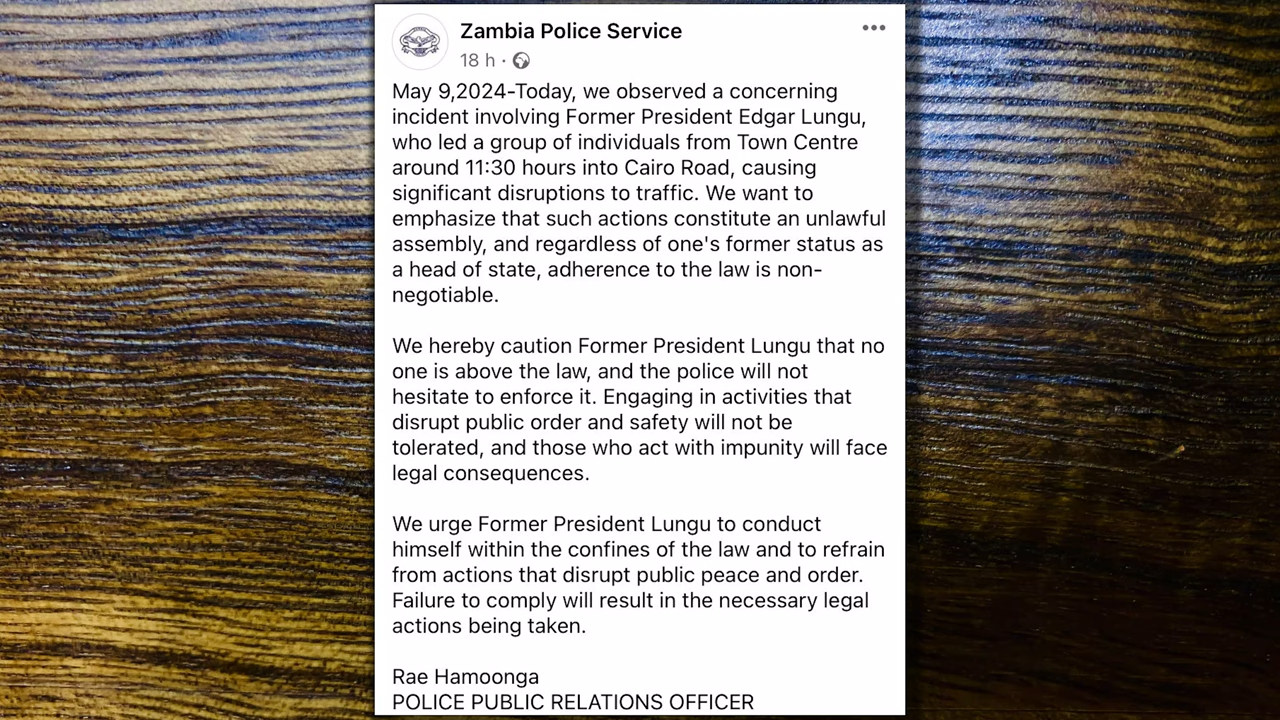 Zambia Police Service
18 h ·
May 9,2024-Today, we observed a concerning
incident involving Former President Edgar Lungu,
who led a group of individuals from Town Centre
around 11:30 hours into Cairo Road, causing
significant disruptions to traffic. We want to
emphasize that such actions constitute an unlawful
assembly, and regardless of one's former status as
a head of state, adherence to the law is non-
negotiable.
We hereby caution Former President Lungu that no
one is above the law, and the police will not
hesitate to enforce it. Engaging in activities that
disrupt public order and safety will not be
tolerated, and those who act with impunity will face
legal consequences.
We urge Former President Lungu to conduct
himself within the confines of the law and to refrain
from actions that disrupt public peace and order.
Failure to comply will result in the necessary legal
actions being taken.
Rae Hamoonga
POLICE PUBLIC RELATIONS OFFICER